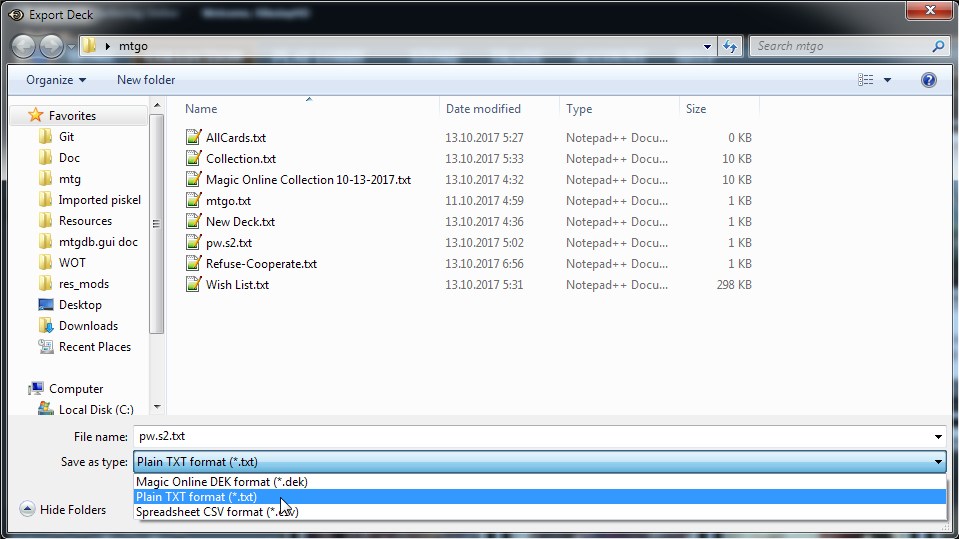 Export Deck
mtgo
Search mtgo
Organize New folder
Favorites
Git
Doc
mtg
Imported piskel
Resources
mtgdb.gui doc
WOT
res_mods
Desktop
Downloads
Recent Places
Computer
Local Disk (C:)
Name Date modified Type Size
AllCards.txt 13.10.2017 5:27 Notepad++ Docu... 0 KB
Collection.txt 13.10.2017 5:33 Notepad++ Docu... 10 KB
Magic Online Collection 10-13-2017.txt 13.10.2017 4:32 Notepad++ Docu... 10 KB
mtgo.txt 11.10.2017 4:59 Notepad++ Docu... 1 KB
New Deck.txt 13.10.2017 4:36 Notepad++ Docu... 1 KB
pw.s2.txt 13.10.2017 5:02 Notepad++ Docu... 1 KB
Refuse-Cooperate.txt 13.10.2017 6:56 Notepad++ Docu... 1 KB
Wish List.txt 13.10.2017 5:31 Notepad++ Docu... 298 KB
File name: pw.s2.txt
Save as type: Plain TXT format (*.txt)
Magic Online DEK format (*.dek)
Plain TXT format (*.txt)
Spreadsheet CSV format (*.csv)
Hide Folders